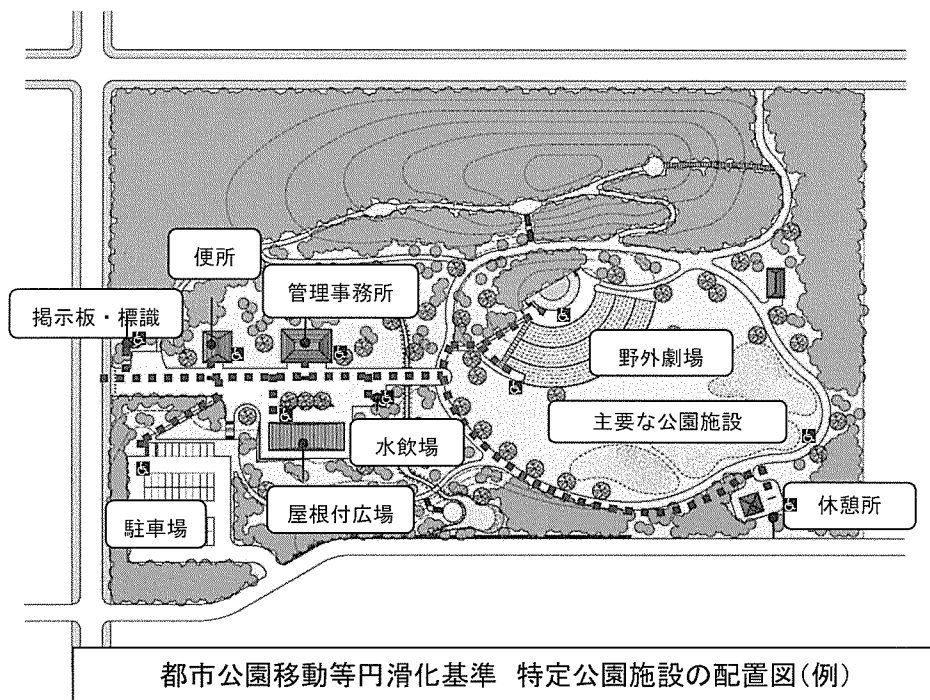 便所
管理事務所
掲示板・標識
野外劇場
主要な公園施設
水飲場
休憩所
屋根付広場
駐車場
都市公園移動等円滑化基準 特定公園施設の配置図(例)